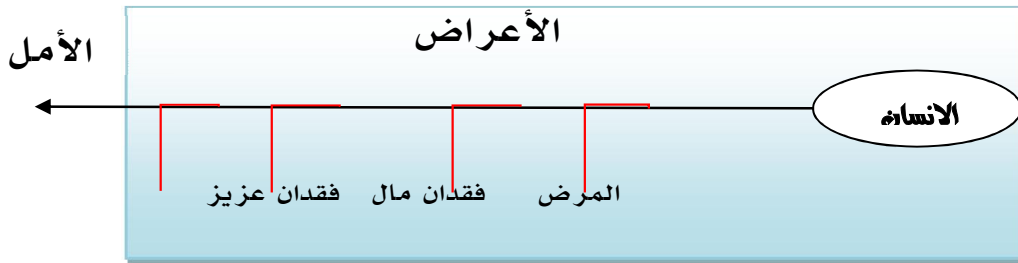 الأعراض
الأمل
الانسان
المرض
فقدان مال
فقدان عزيز